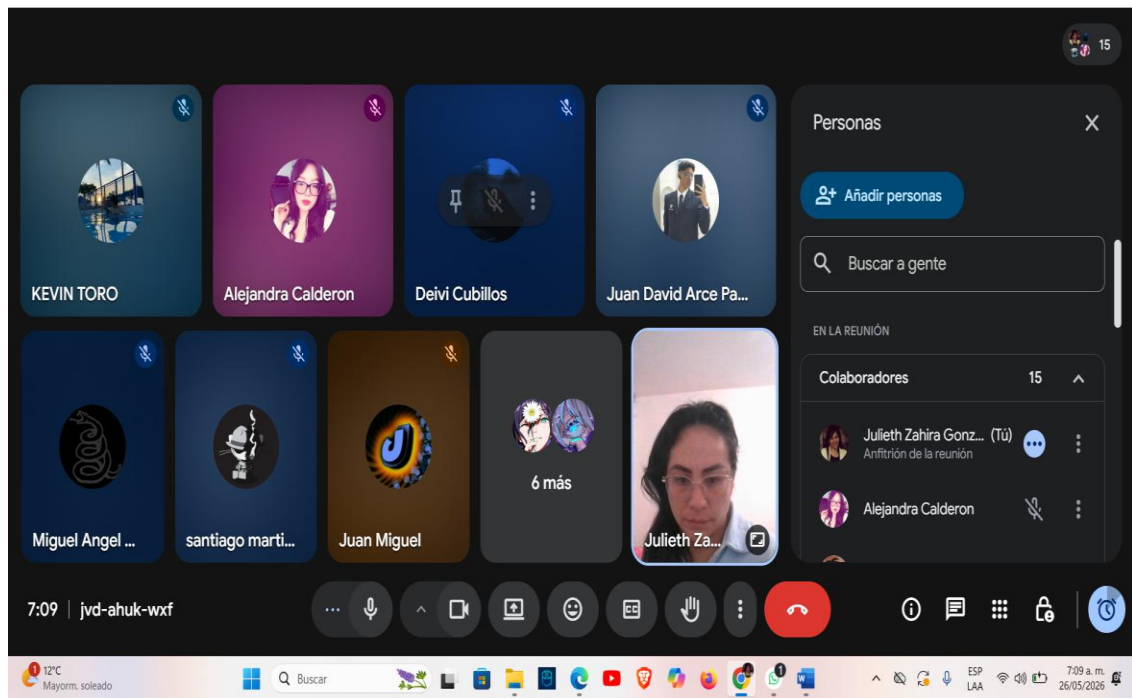 15
Personas
Añadir personas
Buscar a gente
EN LA REUNIÓN
Colaboradores 15
Julieth Zahira Gonz... (Tú)
Anfitrión de la reunión
Alejandra Calderon
KEVIN TORO
Alejandra Calderon
Deivi Cubillos
Juan David Arce Pa...
Miguel Angel ...
santiago marti...
Juan Miguel
6 más
Julieth Za...
7:09 | jvd-ahuk-wxf
1
12°C
Mayorm. soleado
Buscar
ESP
LAA
7:09 a. m.
26/05/2026